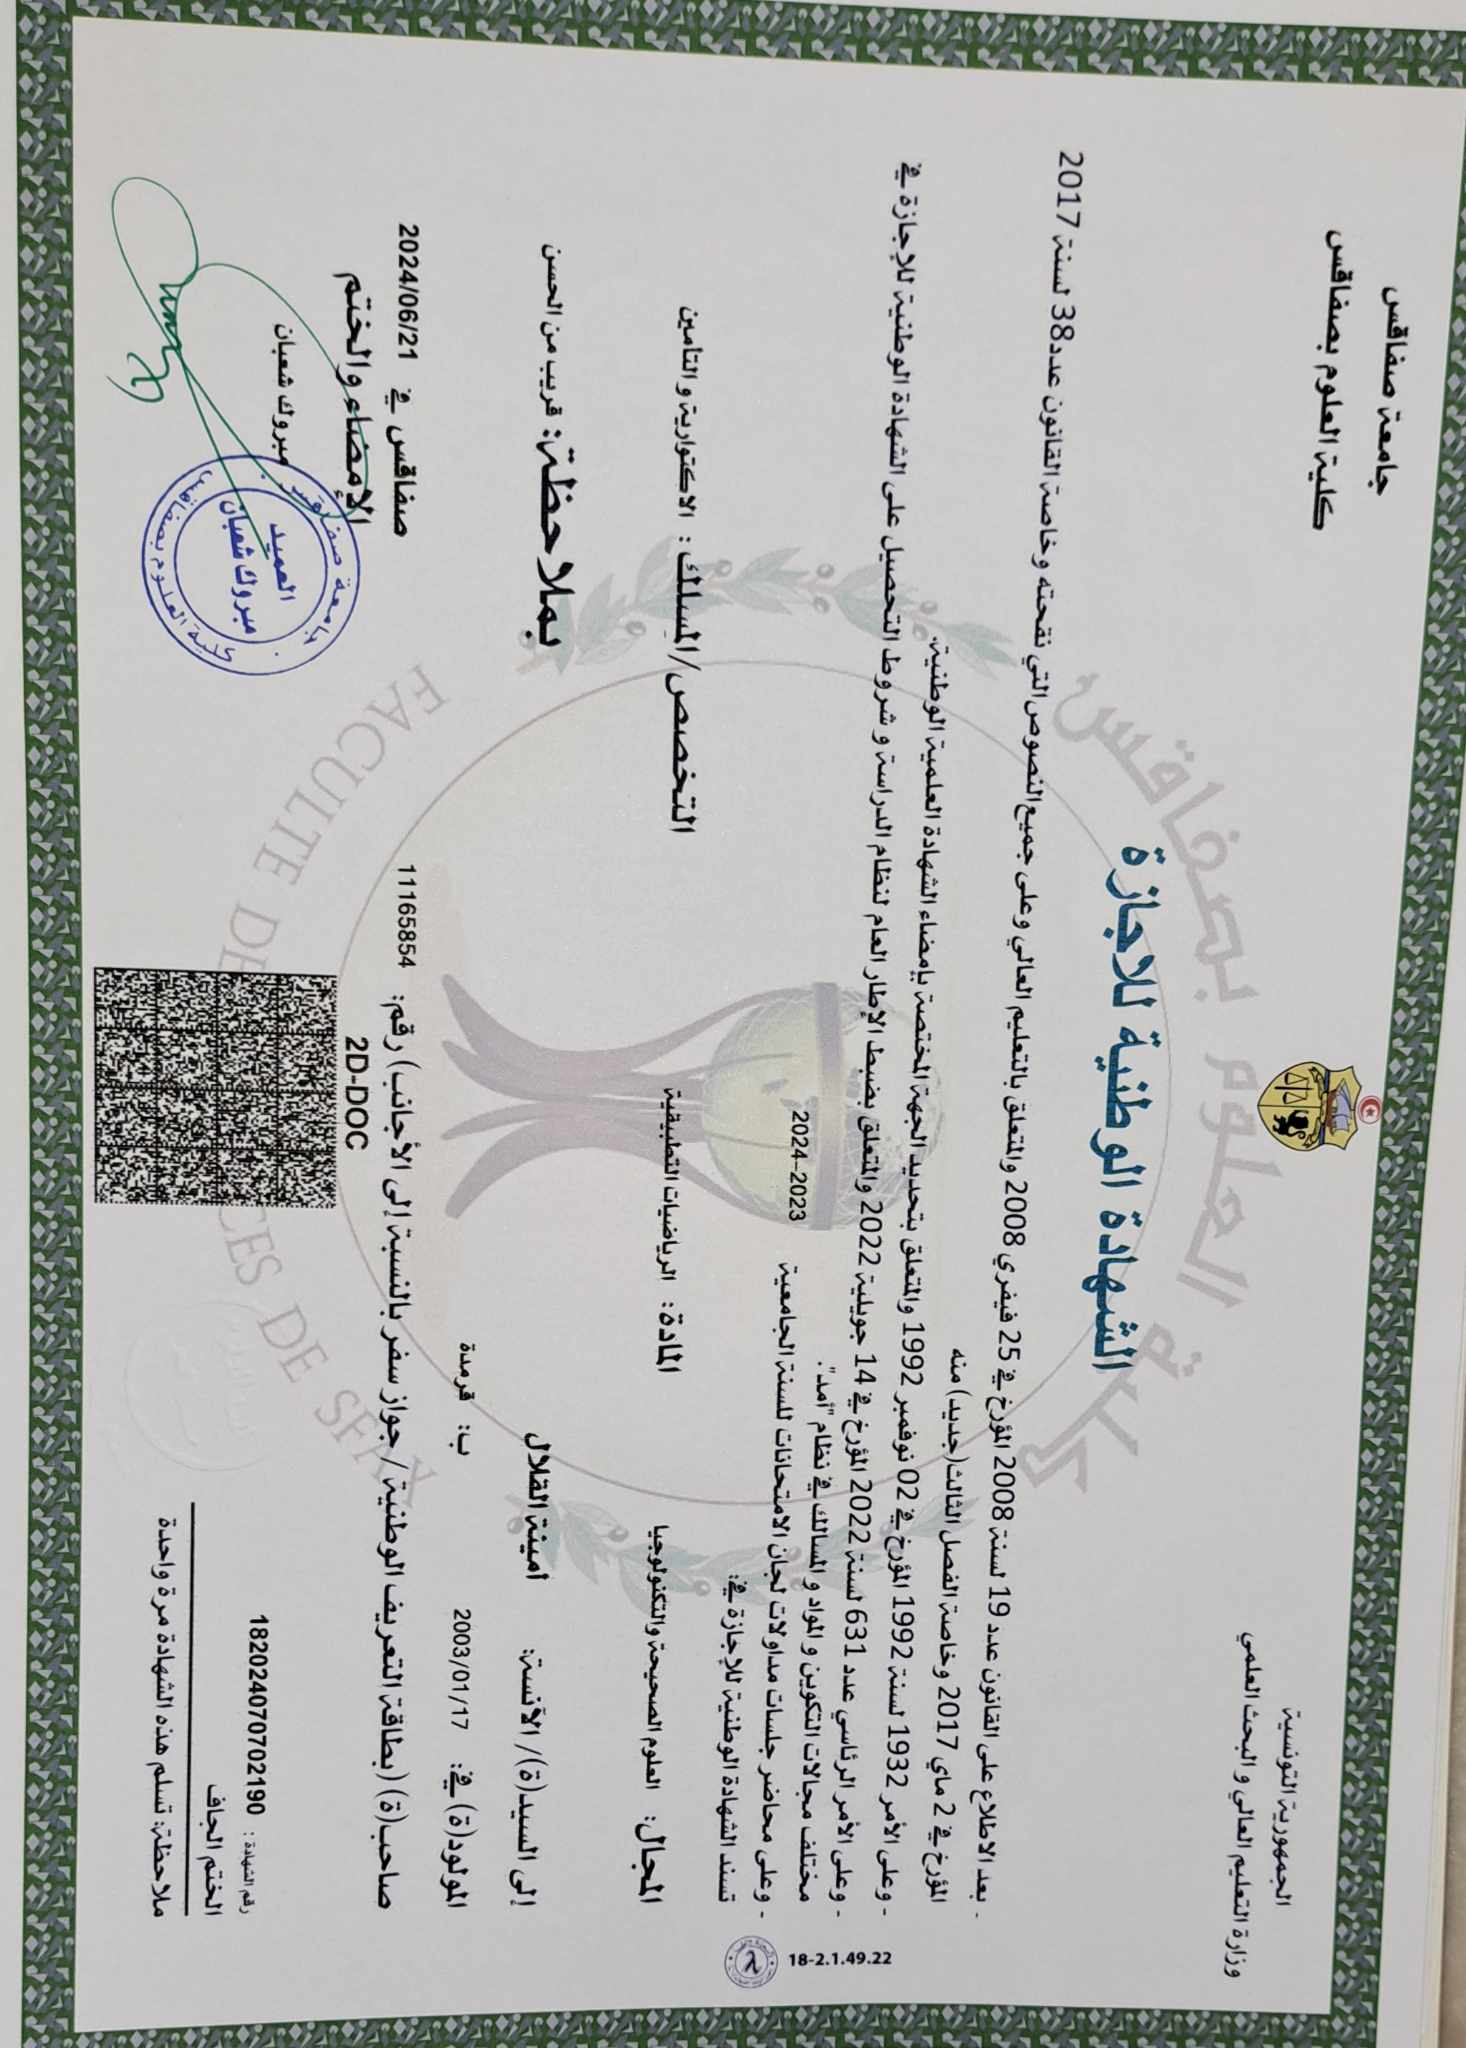 الجمهورية التونسية
وزارة التعليم العالي و البحث العلمي
جامعة صفاقس
كلية العلوم بصفاقس
كلية العلوم بصفاقس
الشهادة الوطنية للاجازة
- بعد الاطلاع على القانون عدد 19 لسنة 2008 المؤرخ في 25 فيفري 2008 والمتعلق بالتعليم العالي وعلى جميع النصوص التي نقحته وخاصة القانون عدد38 لسنة 2017
المؤرخ في 2 ماي 2017 وخاصة الفصل الثالث(جديد) منه
- وعلى الأمر 1932 لسنة 1992 المؤرخ في 02 نوفمبر 1992 والمتعلق بتحديد الجهة المختصة بإمضاء الشهادة العلمية الوطنية.
- وعلى الأمر الرئاسي عدد 631 لسنة 2022 المؤرخ في 14 جويلية 2022 والمتعلق بضبط الإطار العام لنظام الدراسة و شروط التحصيل على الشهادة الوطنية للإجازة في
مختلف مجالات التكوين و المواد و المسالك في نظام "أمد".
- وعلى محاضر جلسات مداولات لجان الامتحانات للسنة الجامعية 2023–2024
تسند الشهادة الوطنية للإجازة في:
18-2.1.49.22
المجال: العلوم الصحيحة والتكنولوجيا المادة: الرياضيات التطبيقية التخصص/المسلك : الاكتوارية و التأمين
إلى السيد(ة)/ الآنسة: امينة القلال بملاحظة: قريب من الحسن
المولود(ة) في: 2003/01/17 ب: قرمدة
صاحب(ة) (بطاقة التعريف الوطنية / جواز سفر بالنسبة إلى الأجانب) رقم: 11165854
صفاقس في 2024/06/21
الإمضاء والختم
مبروك شعبان
جامعة صفاقس
العميد
مبروك شعبان
كلية العلوم بصفاقس
2D-DOC
FACULTE DE CES DE SFAX
رقم الشهادة : 182024070702190
الختم الجاف
ملاحظة: تسلم هذه الشهادة مرة واحدة